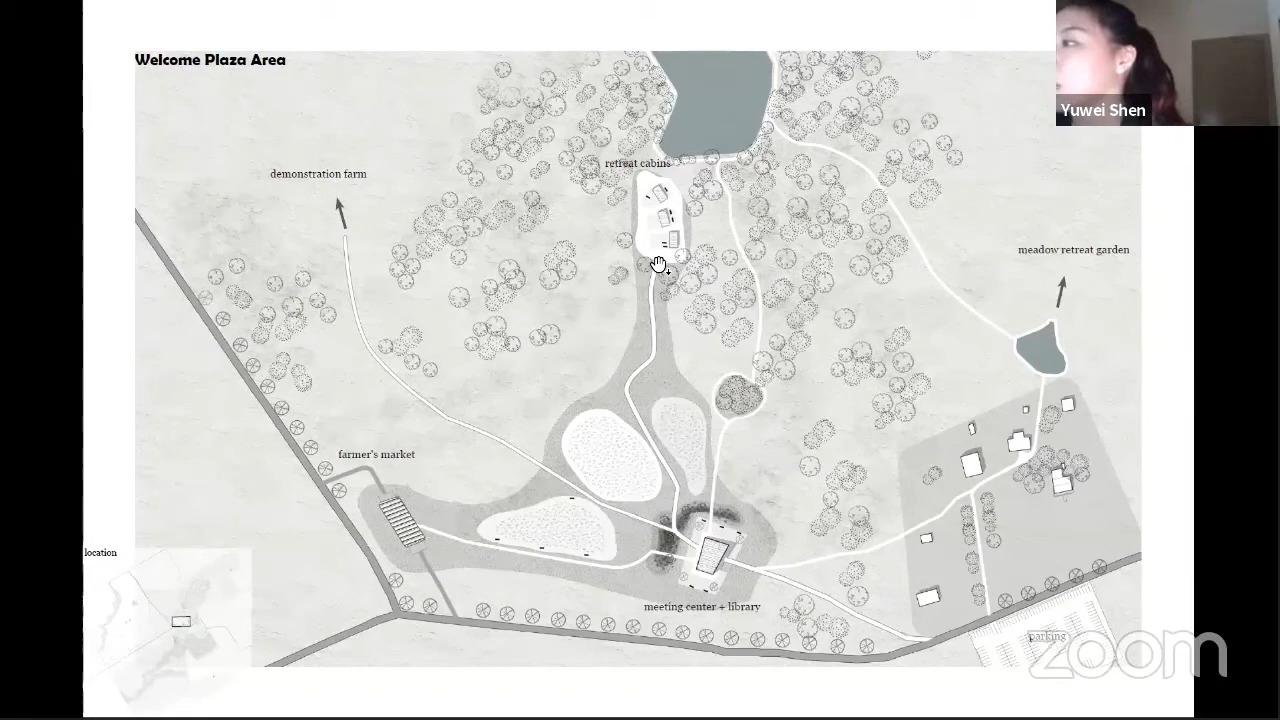 Welcome Plaza Area
Yuwei Shen
retreat cabins
demonstration farm
meadow retreat garden
farmer's market
location
meeting center + library
parking
zoom